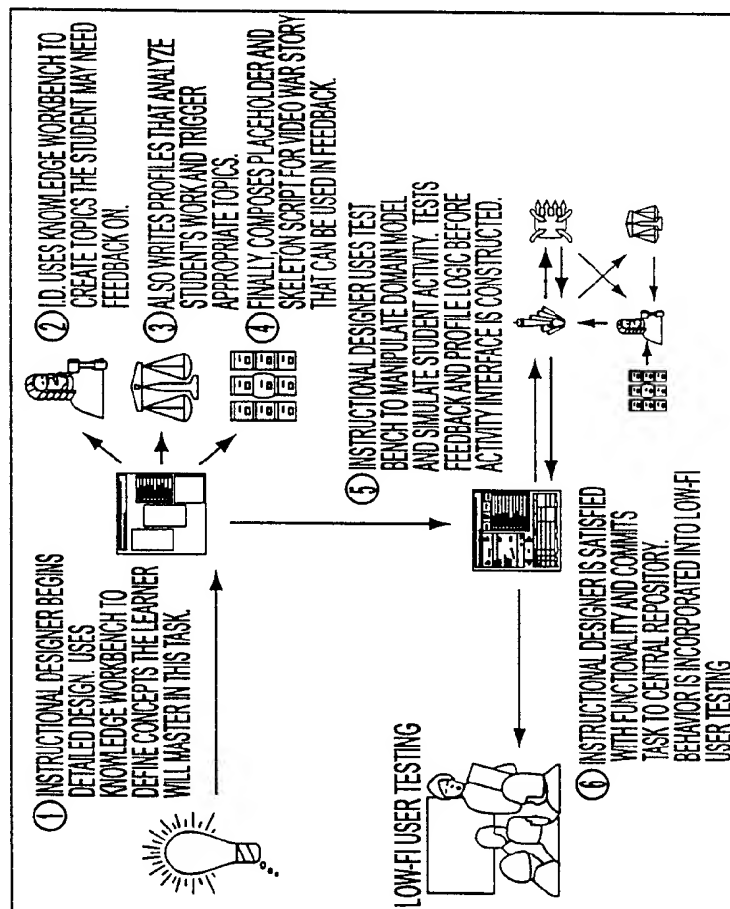 ① INSTRUCTIONAL DESIGNER BEGINS
DETAILED DESIGN. USES
KNOWLEDGE WORKBENCH TO
DEFINE CONCEPTS THE LEARNER
WILL MASTER IN THIS TASK.
② I.D. USES KNOWLEDGE WORKBENCH TO
CREATE TOPICS THE STUDENT MAY NEED
FEEDBACK ON.
③ ALSO WRITES PROFILES THAT ANALYZE
STUDENTS WORK AND TRIGGER
APPROPRIATE TOPICS.
④ FINALLY, COMPOSES PLACEHOLDER AND
SKELETON SCRIPT FOR VIDEO WAR STORY
THAT CAN BE USED IN FEEDBACK.
⑤ INSTRUCTIONAL DESIGNER USES TEST
BENCH TO MANIPULATE DOMAIN MODEL
AND SIMULATE STUDENT ACTIVITY. TESTS
FEEDBACK AND PROFILE LOGIC BEFORE
ACTIVITY INTERFACE IS CONSTRUCTED.
LOW-FI USER TESTING
⑥ INSTRUCTIONAL DESIGNER IS SATISFIED
WITH FUNCTIONALITY AND COMMITS
TASK TO CENTRAL REPOSITORY.
BEHAVIOR IS INCORPORATED INTO LOW-FI
USER TESTING